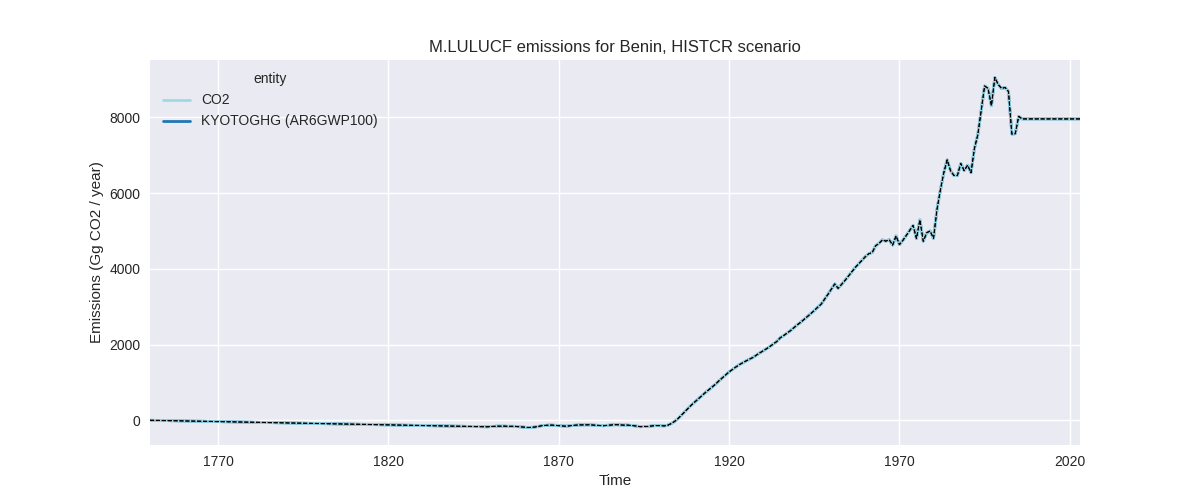 M.LULUCF emissions for Benin, HISTCR scenario
entity
CO2
KYOTOGHG (AR6GWP100)
Emissions (Gg CO2 / year)
8000
6000
4000
2000
0
1770 1820 1870 1920 1970 2020
Time